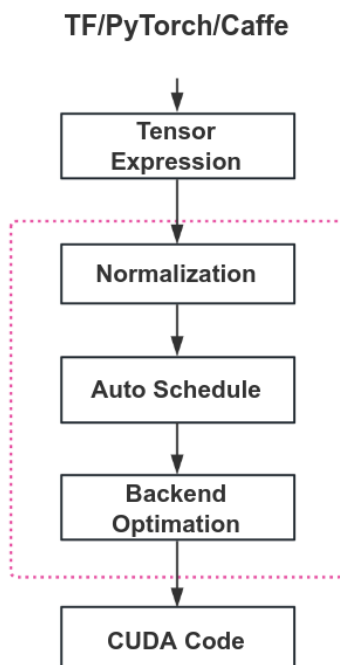 TF/PyTorch/Caffe
Tensor
Expression
Normalization
Auto Schedule
Backend
Optimation
CUDA Code